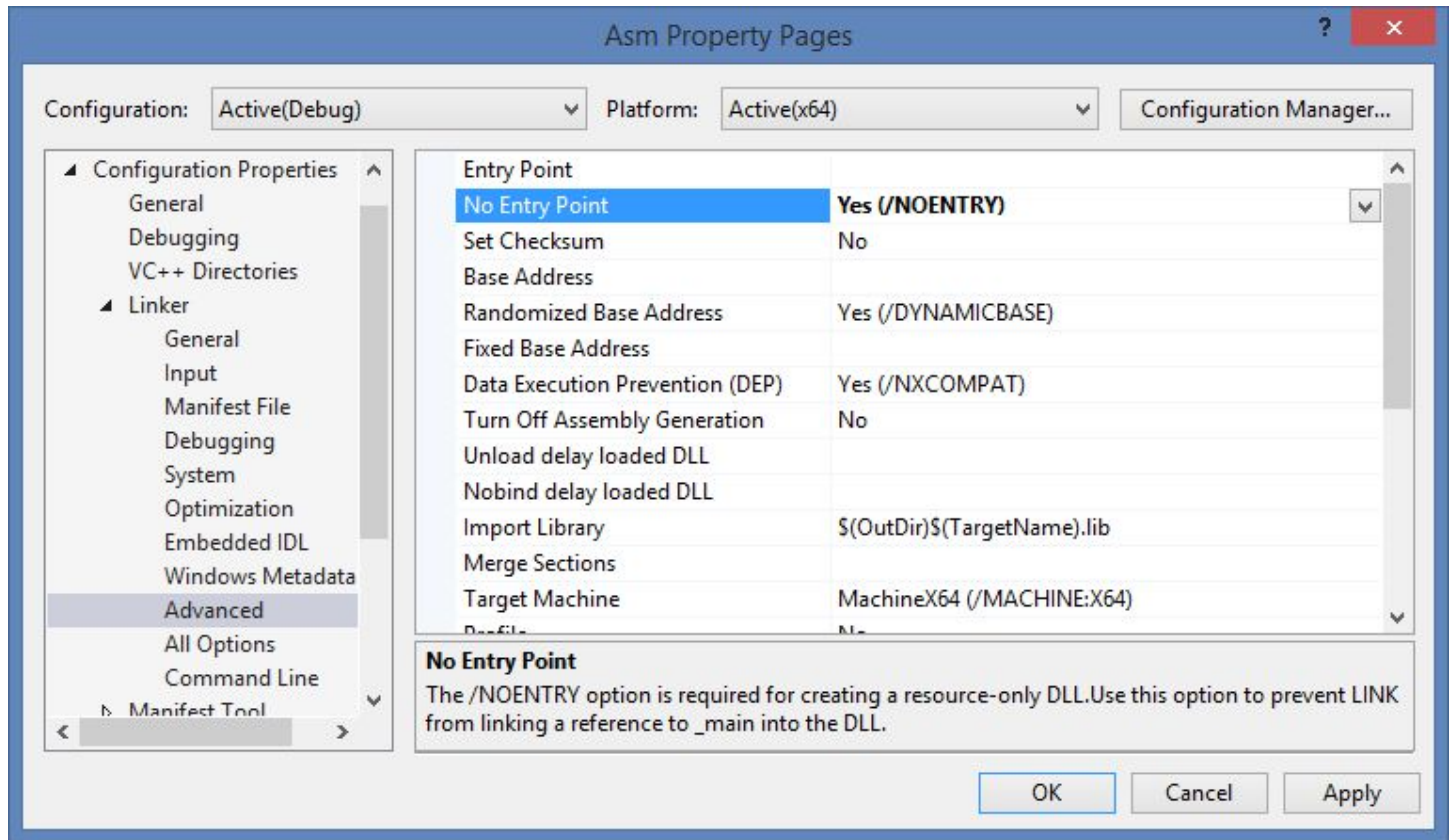 Asm Property Pages
?
Configuration: Active(Debug) Platform: Active(x64) Configuration Manager...
Configuration Properties
General
Debugging
VC++ Directories
Linker
General
Input
Manifest File
Debugging
System
Optimization
Embedded IDL
Windows Metadata
Advanced
All Options
Command Line
Manifest Tool
Entry Point
No Entry Point Yes (/NOENTRY)
Set Checksum No
Base Address
Randomized Base Address Yes (/DYNAMICBASE)
Fixed Base Address
Data Execution Prevention (DEP) Yes (/NXCOMPAT)
Turn Off Assembly Generation No
Unload delay loaded DLL
Nobind delay loaded DLL
Import Library $(OutDir)$(TargetName).lib
Merge Sections
Target Machine MachineX64 (/MACHINE:X64)
Profile No
No Entry Point
The /NOENTRY option is required for creating a resource-only DLL.Use this option to prevent LINK
from linking a reference to _main into the DLL.
OK Cancel Apply